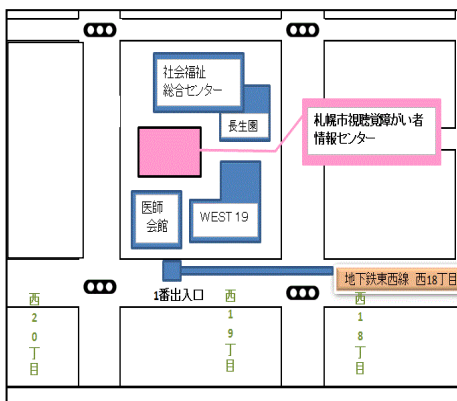 社会福祉
総合センター
長生園
札幌市視聴覚障がい者
情報センター
医師
会館
WEST 19
1番出入口
地下鉄東西線 西18丁目
西20丁目
西19丁目
西18丁目